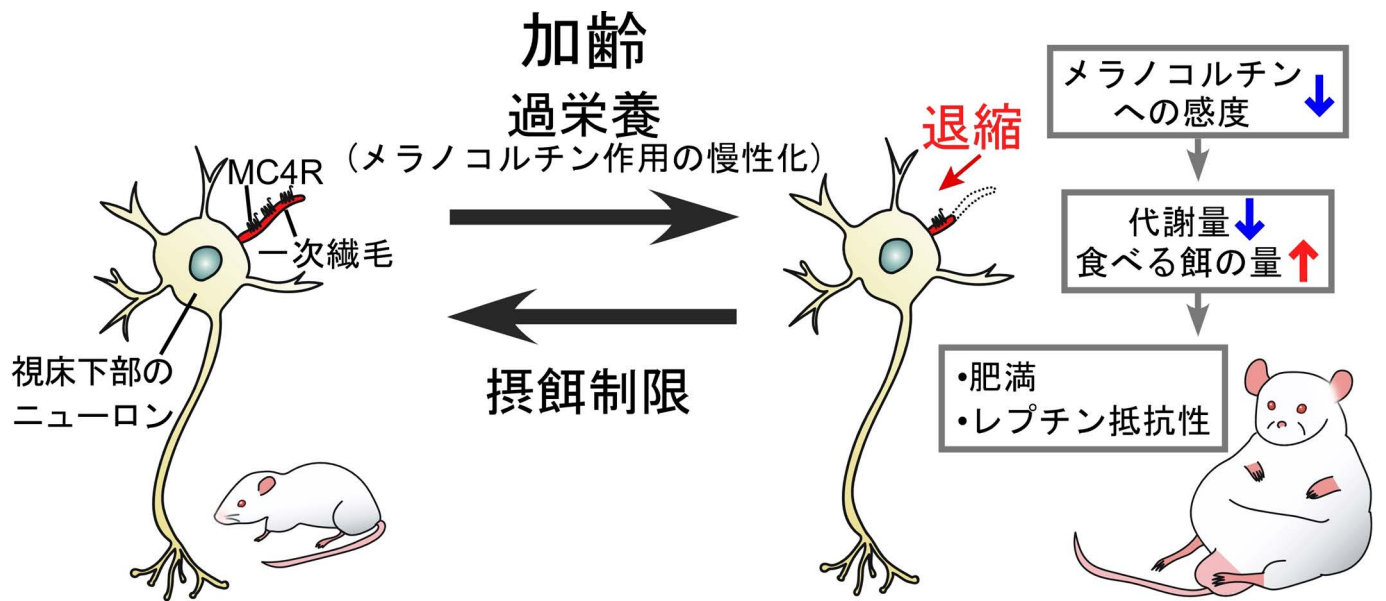 加齢
過栄養
（メラノコルチン作用の慢性化）
MC4R
一次繊毛
視床下部の
ニューロン
摂餌制限
退縮
メラノコルチン
への感度
代謝量
食べる餌の量
•肥満
•レプチン抵抗性